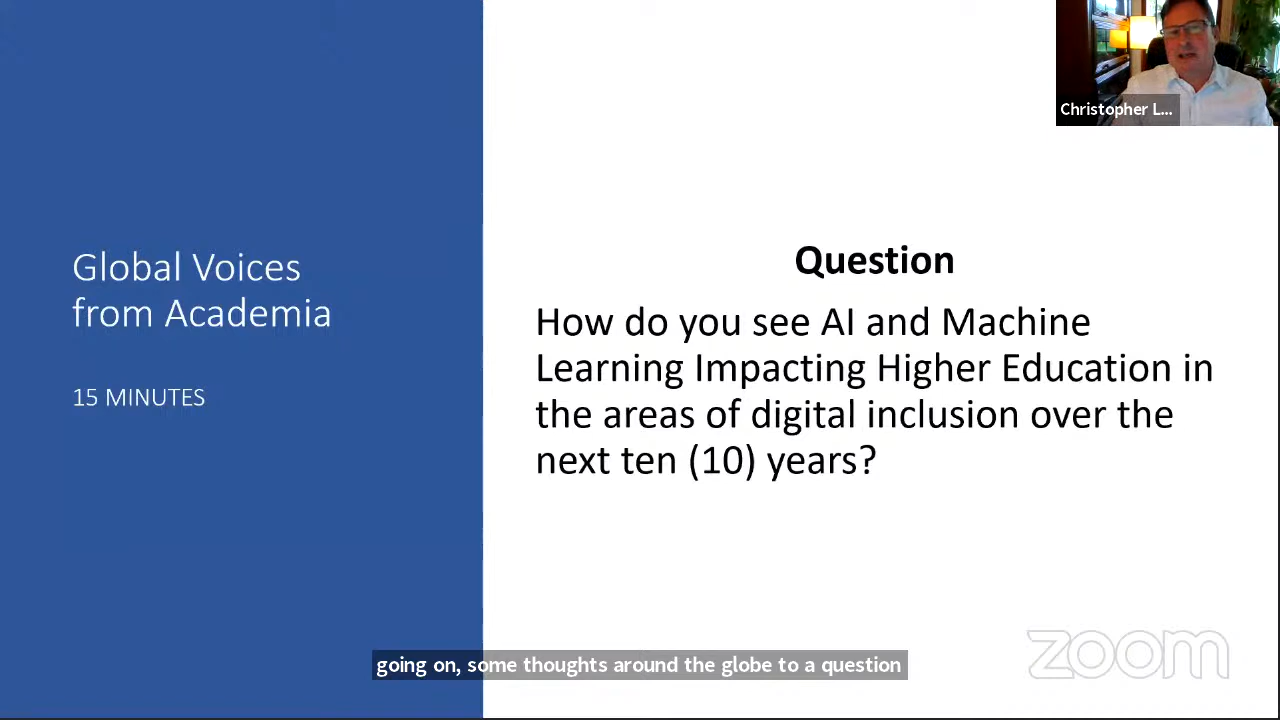 Christopher L...
Global Voices
from Academia
15 MINUTES
Question
How do you see AI and Machine
Learning Impacting Higher Education in
the areas of digital inclusion over the
next ten (10) years?
going on, some thoughts around the globe to a question
zoom